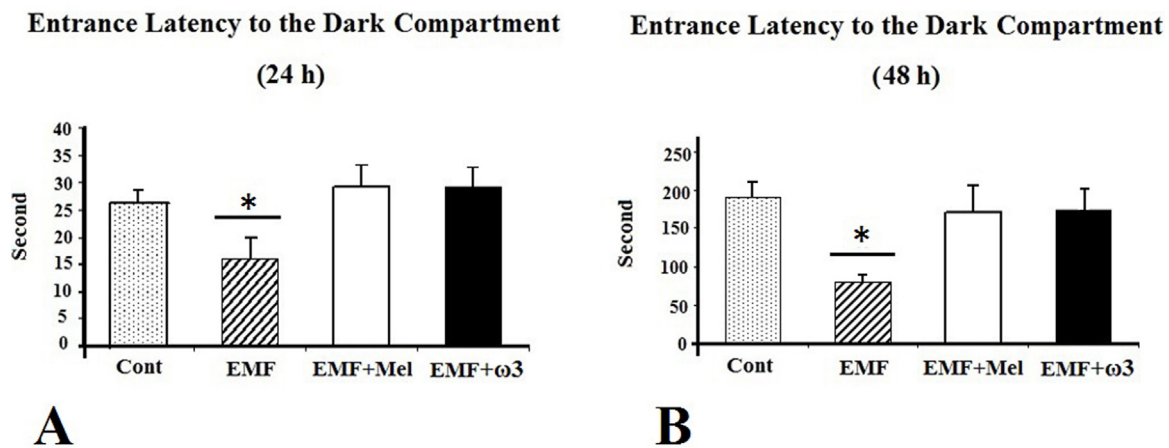 Entrance Latency to the Dark Compartment
(24 h)
40
35
30
25
20
15
10
5
0
Second
*
Cont EMF EMF+Mel EMF+ω3
A
Entrance Latency to the Dark Compartment
(48 h)
250
200
150
100
50
0
Second
*
Cont EMF EMF+Mel EMF+ω3
B